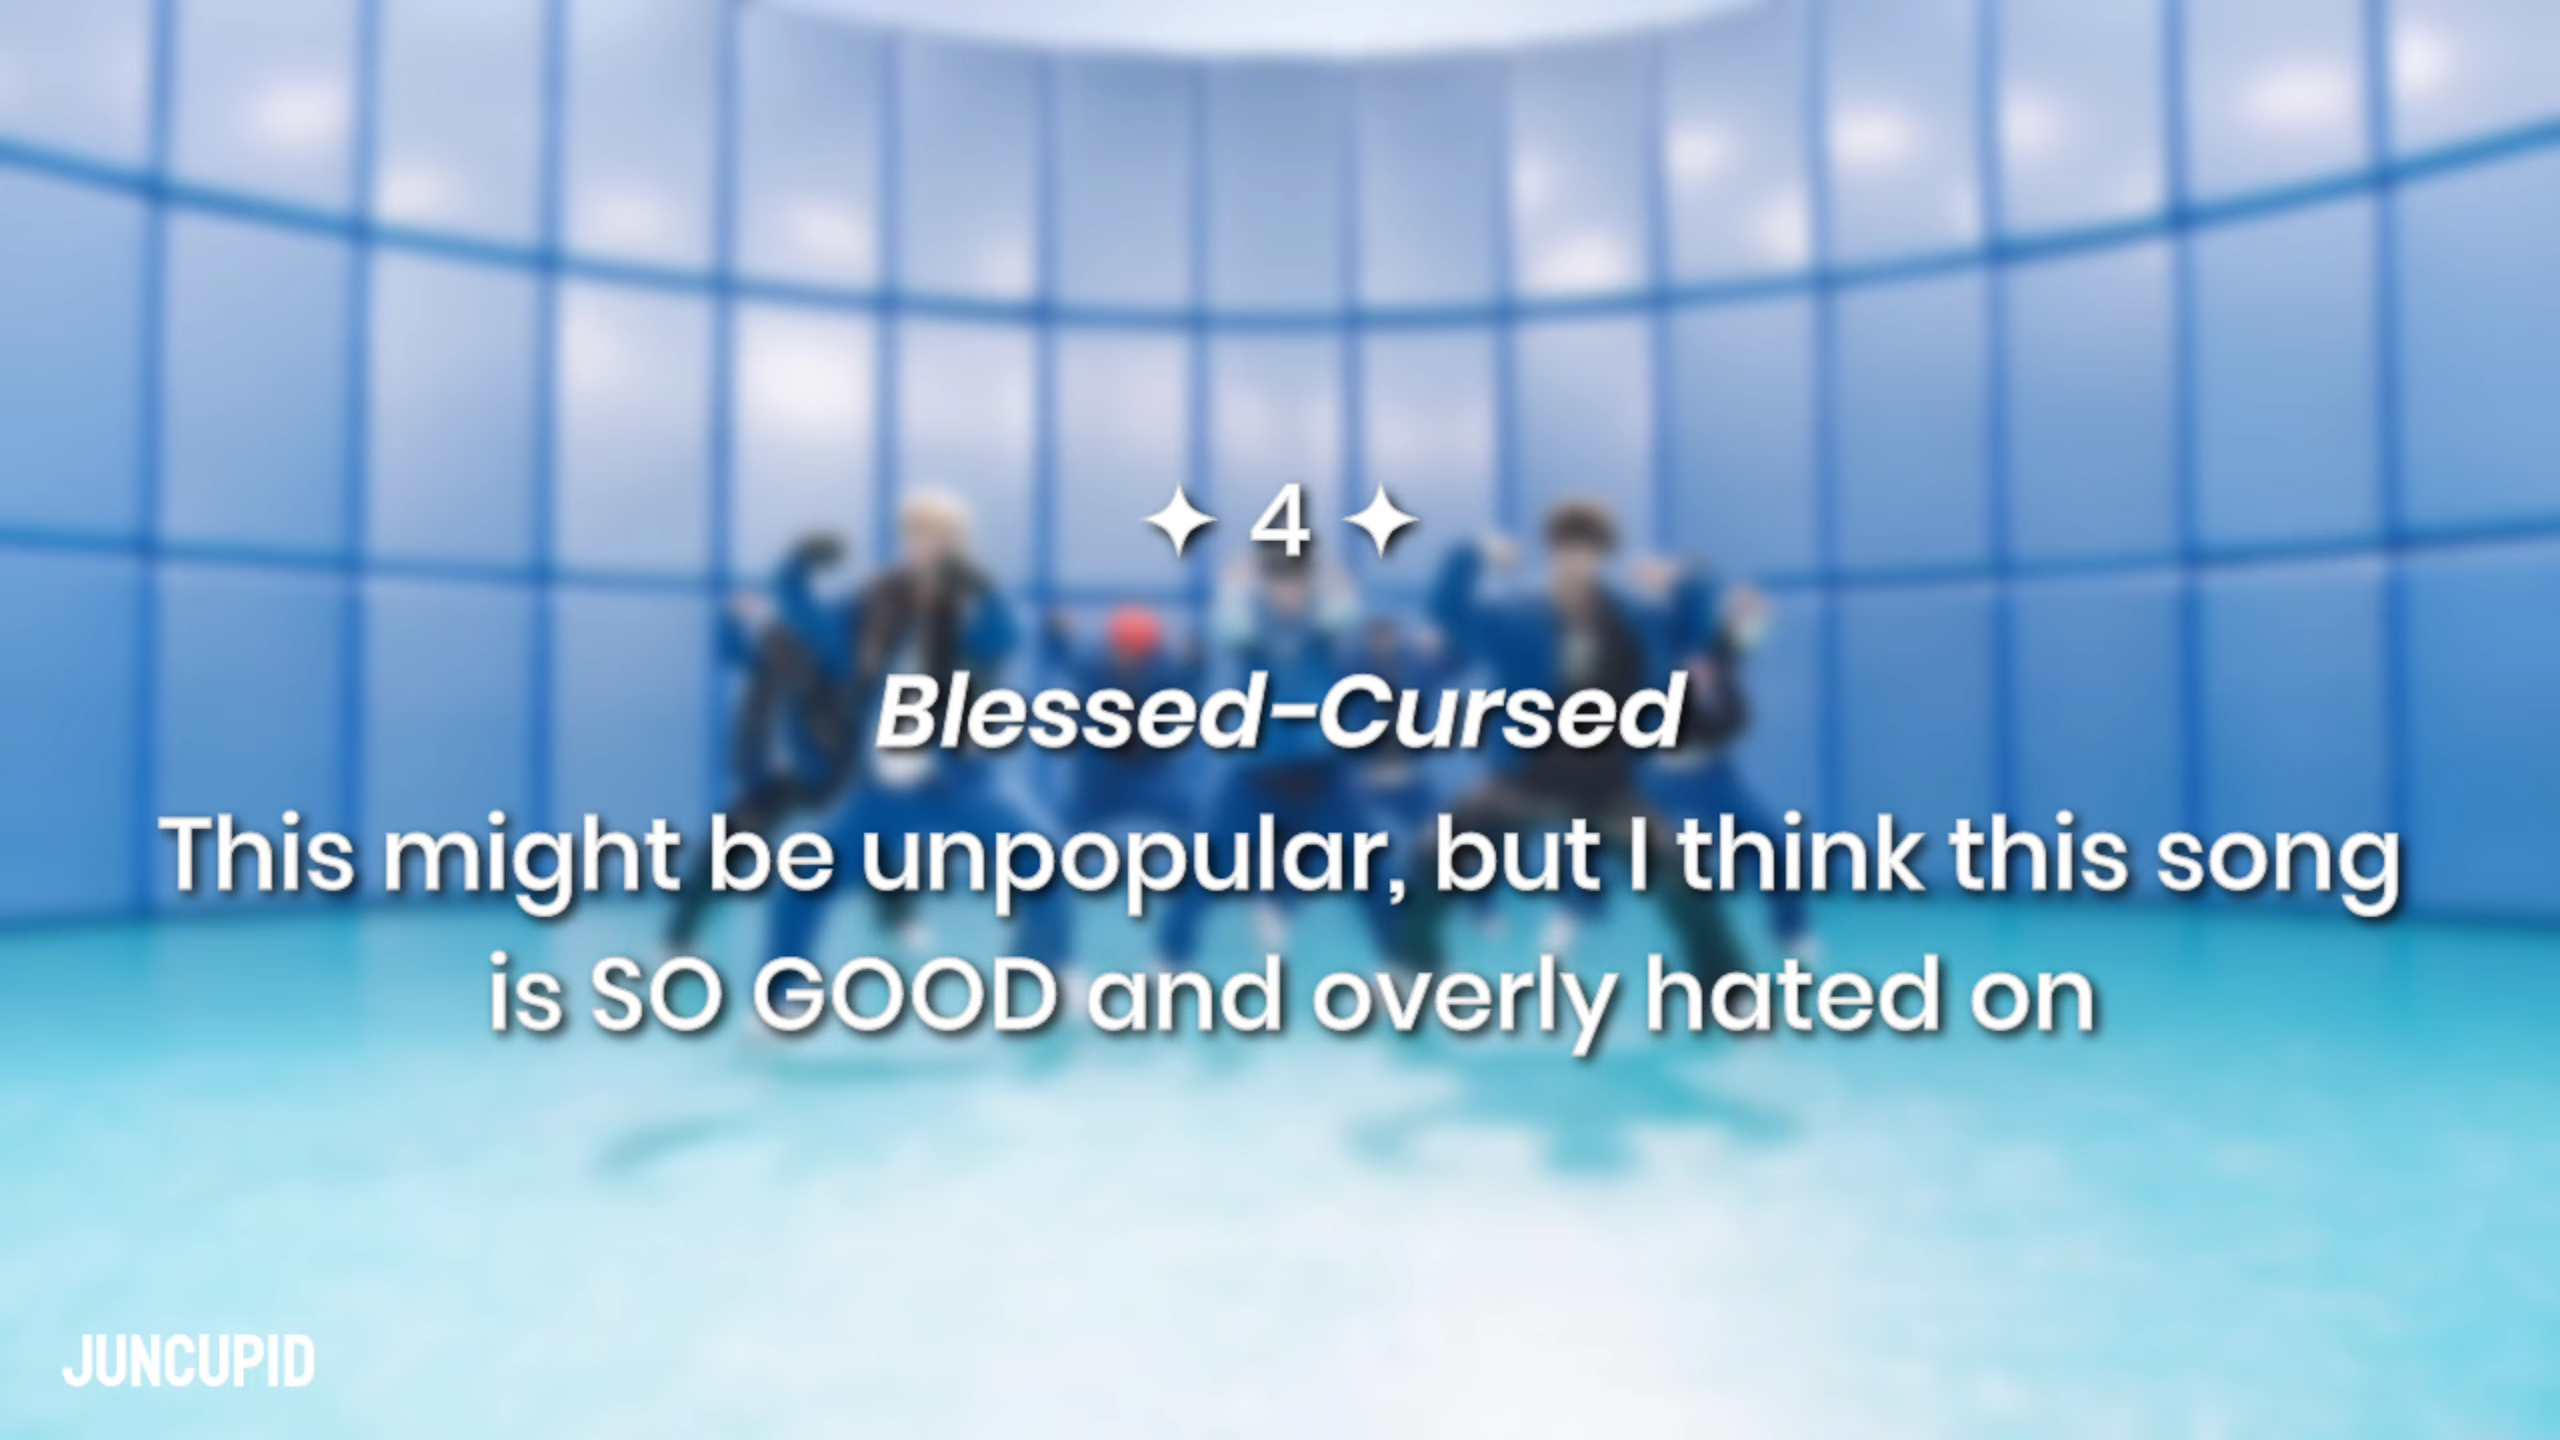 ✦ 4 ✦
Blessed-Cursed
This might be unpopular, but I think this song
is SO GOOD and overly hated on
JUNCUPID